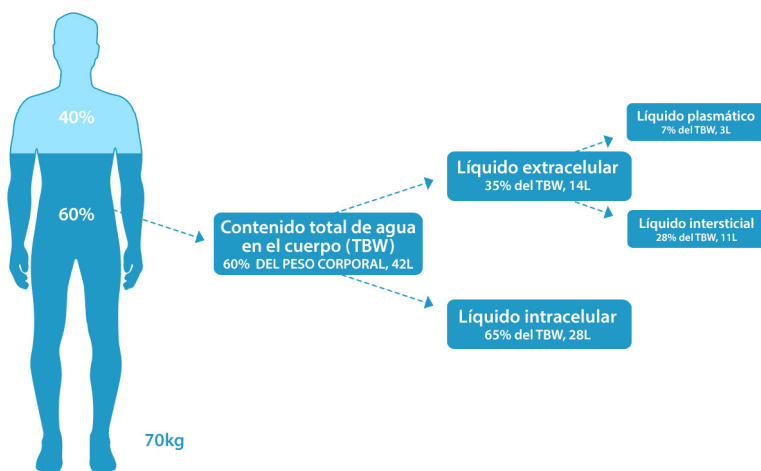 40%
60%
70kg
Contenido total de agua
en el cuerpo (TBW)
60% DEL PESO CORPORAL, 42L
Líquido extracelular
35% del TBW, 14L
Líquido plasmático
7% del TBW, 3L
Líquido intersticial
28% del TBW, 11L
Líquido intracelular
65% del TBW, 28L